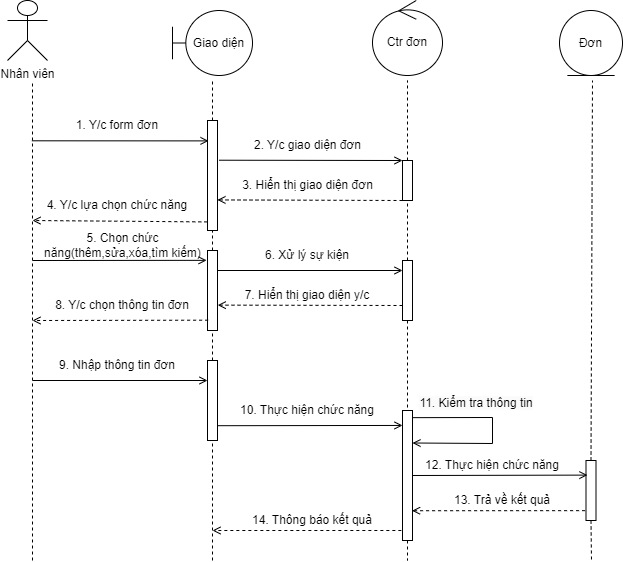 Nhân viên
Giao diện
Ctr đơn
Đơn
1. Y/c form đơn
2. Y/c giao diện đơn
3. Hiển thị giao diện đơn
4. Y/c lựa chọn chức năng
5. Chọn chức
năng(thêm,sửa,xóa,tìm kiếm)
6. Xử lý sự kiện
7. Hiển thị giao diện y/c
8. Y/c chọn thông tin đơn
9. Nhập thông tin đơn
10. Thực hiện chức năng
11. Kiểm tra thông tin
12. Thực hiện chức năng
13. Trả về kết quả
14. Thông báo kết quả